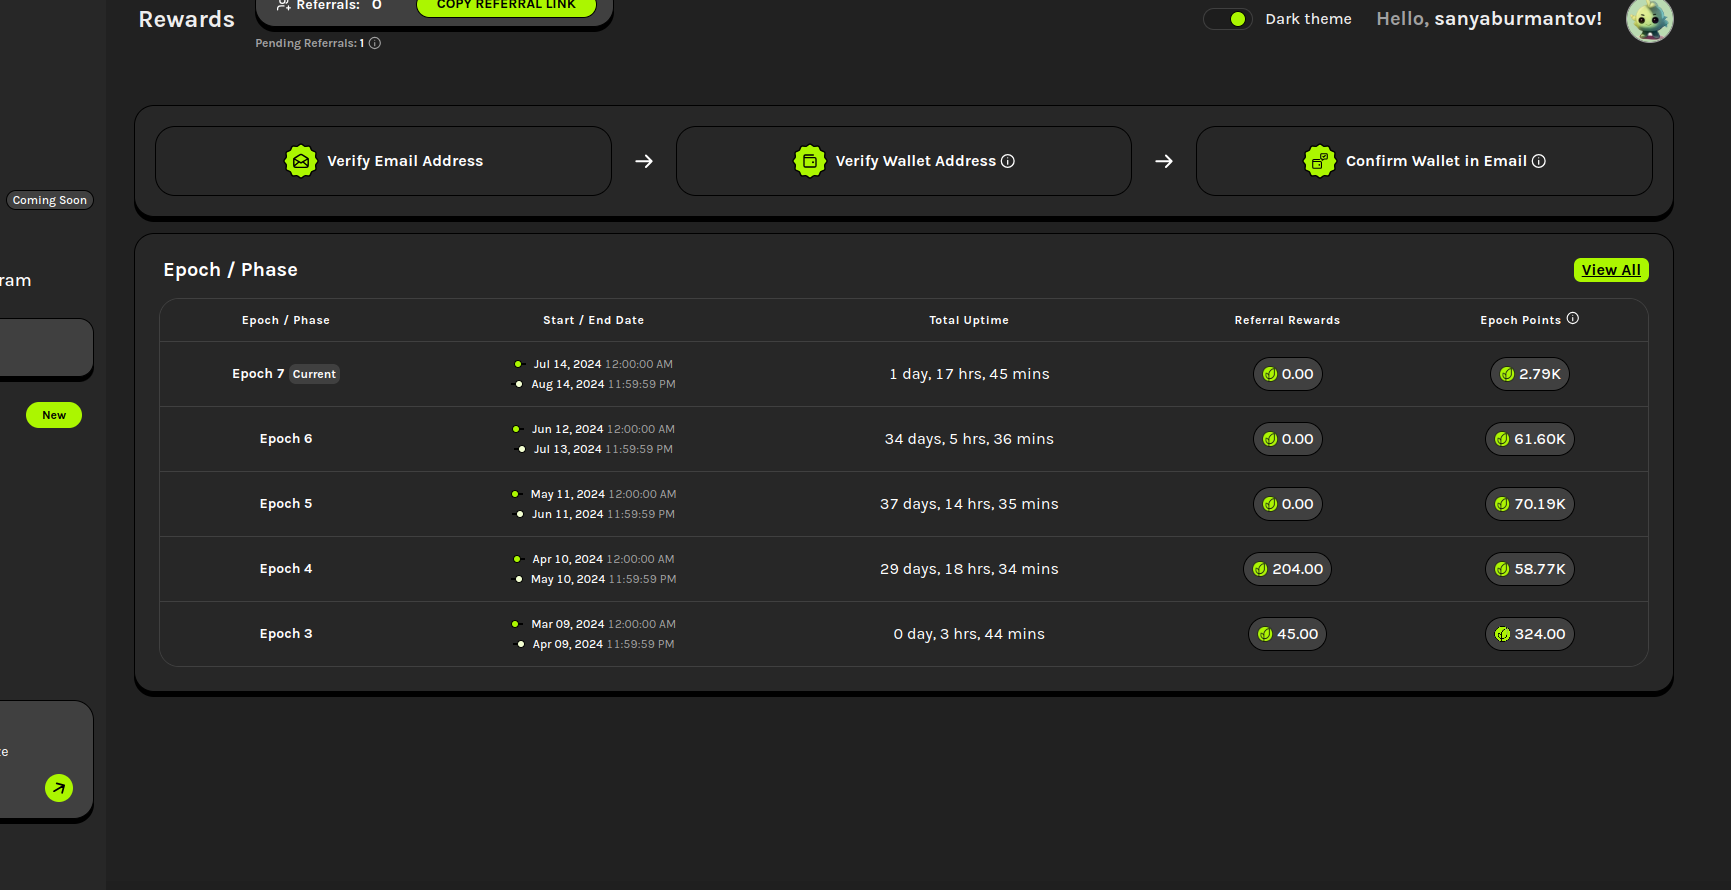 Rewards
Referrals: 0
COPY REFERRAL LINK
Pending Referrals: 1
Dark theme
Hello, sanyaburmantov!
Coming Soon
ram
New
Verify Email Address
Verify Wallet Address
Confirm Wallet in Email
Epoch / Phase
View All
Epoch / Phase Start / End Date Total Uptime Referral Rewards Epoch Points
Epoch 7 Current
Jul 14, 2024 12:00:00 AM
Aug 14, 2024 11:59:59 PM
1 day, 17 hrs, 45 mins
0.00
2.79K
Epoch 6
Jun 12, 2024 12:00:00 AM
Jul 13, 2024 11:59:59 PM
34 days, 5 hrs, 36 mins
0.00
61.60K
Epoch 5
May 11, 2024 12:00:00 AM
Jun 11, 2024 11:59:59 PM
37 days, 14 hrs, 35 mins
0.00
70.19K
Epoch 4
Apr 10, 2024 12:00:00 AM
May 10, 2024 11:59:59 PM
29 days, 18 hrs, 34 mins
204.00
58.77K
Epoch 3
Mar 09, 2024 12:00:00 AM
Apr 09, 2024 11:59:59 PM
0 day, 3 hrs, 44 mins
45.00
324.00